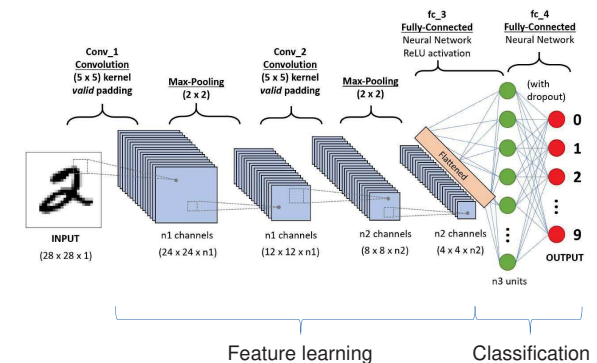 fc_3
Fully-Connected
Neural Network
ReLU activation
fc_4
Fully-Connected
Neural Network
Conv_1
Convolution
(5 x 5) kernel
valid padding
Max-Pooling
(2 x 2)
Conv_2
Convolution
(5 x 5) kernel
valid padding
Max-Pooling
(2 x 2)
(with
dropout)
Flattened
0
1
2
9
2
INPUT
(28 x 28 x 1)
n1 channels
(24 x 24 x n1)
n1 channels
(12 x 12 x n1)
n2 channels
(8 x 8 x n2)
n2 channels
(4 x 4 x n2)
n3 units
OUTPUT
Feature learning
Classification